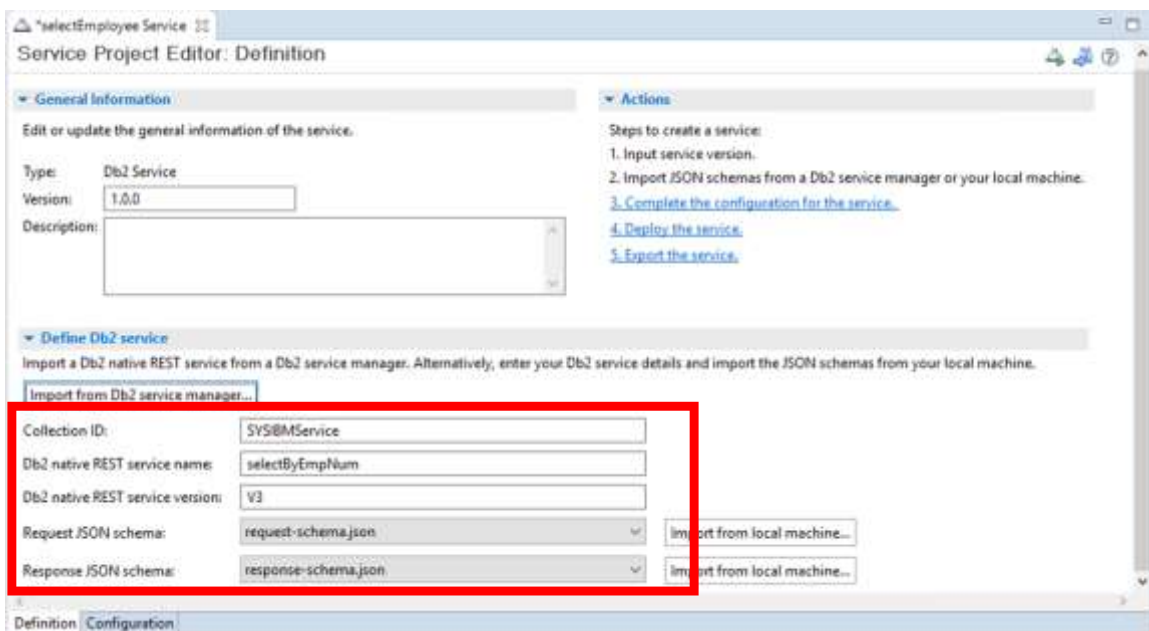 *selectEmployee Service
Service Project Editor: Definition
General Information
Edit or update the general information of the service.
Type: Db2 Service
Version: 1.0.0
Description:
Actions
Steps to create a service:
1. Input service version.
2. Import JSON schemas from a Db2 service manager or your local machine.
3. Complete the configuration for the service.
4. Deploy the service.
5. Export the service.
Define Db2 service
Import a Db2 native REST service from a Db2 service manager. Alternatively, enter your Db2 service details and import the JSON schemas from your local machine.
Import from Db2 service manager...
Collection ID: SYSIBMService
Db2 native REST service name: selectByEmpNum
Db2 native REST service version: V3
Request JSON schema: request-schema.json Import from local machine...
Response JSON schema: response-schema.json Import from local machine...
Definition Configuration